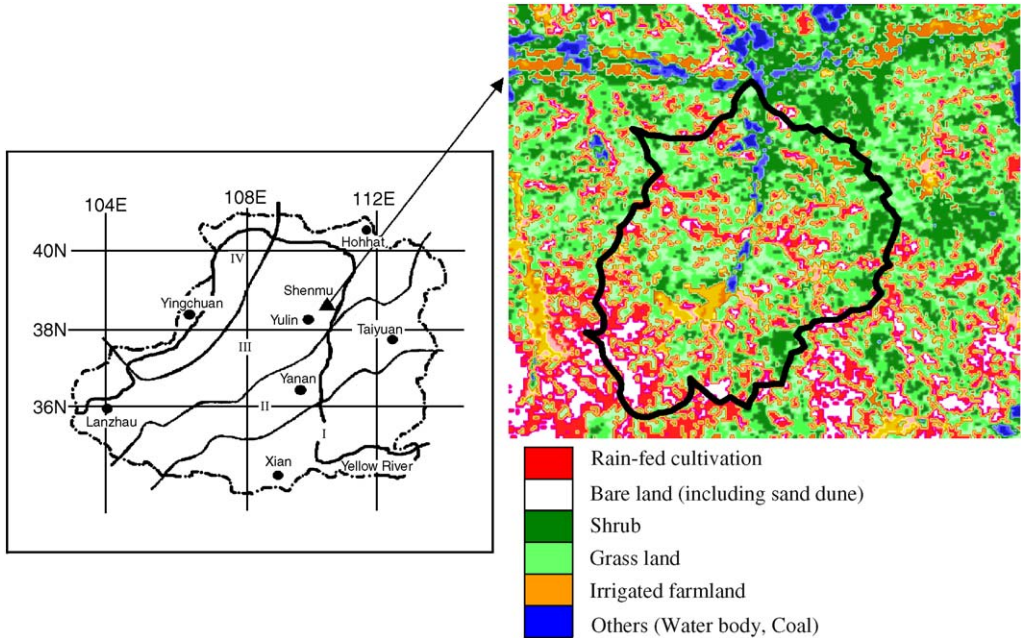 104E
108E
112E
40N
Hohhat
IV
Shenmu
Yingchuan
Yulin
38N
Taiyuan
III
Yanan
36N
II
Lanzhau
I
Xian
Yellow River
Rain-fed cultivation
Bare land (including sand dune)
Shrub
Grass land
Irrigated farmland
Others (Water body, Coal)